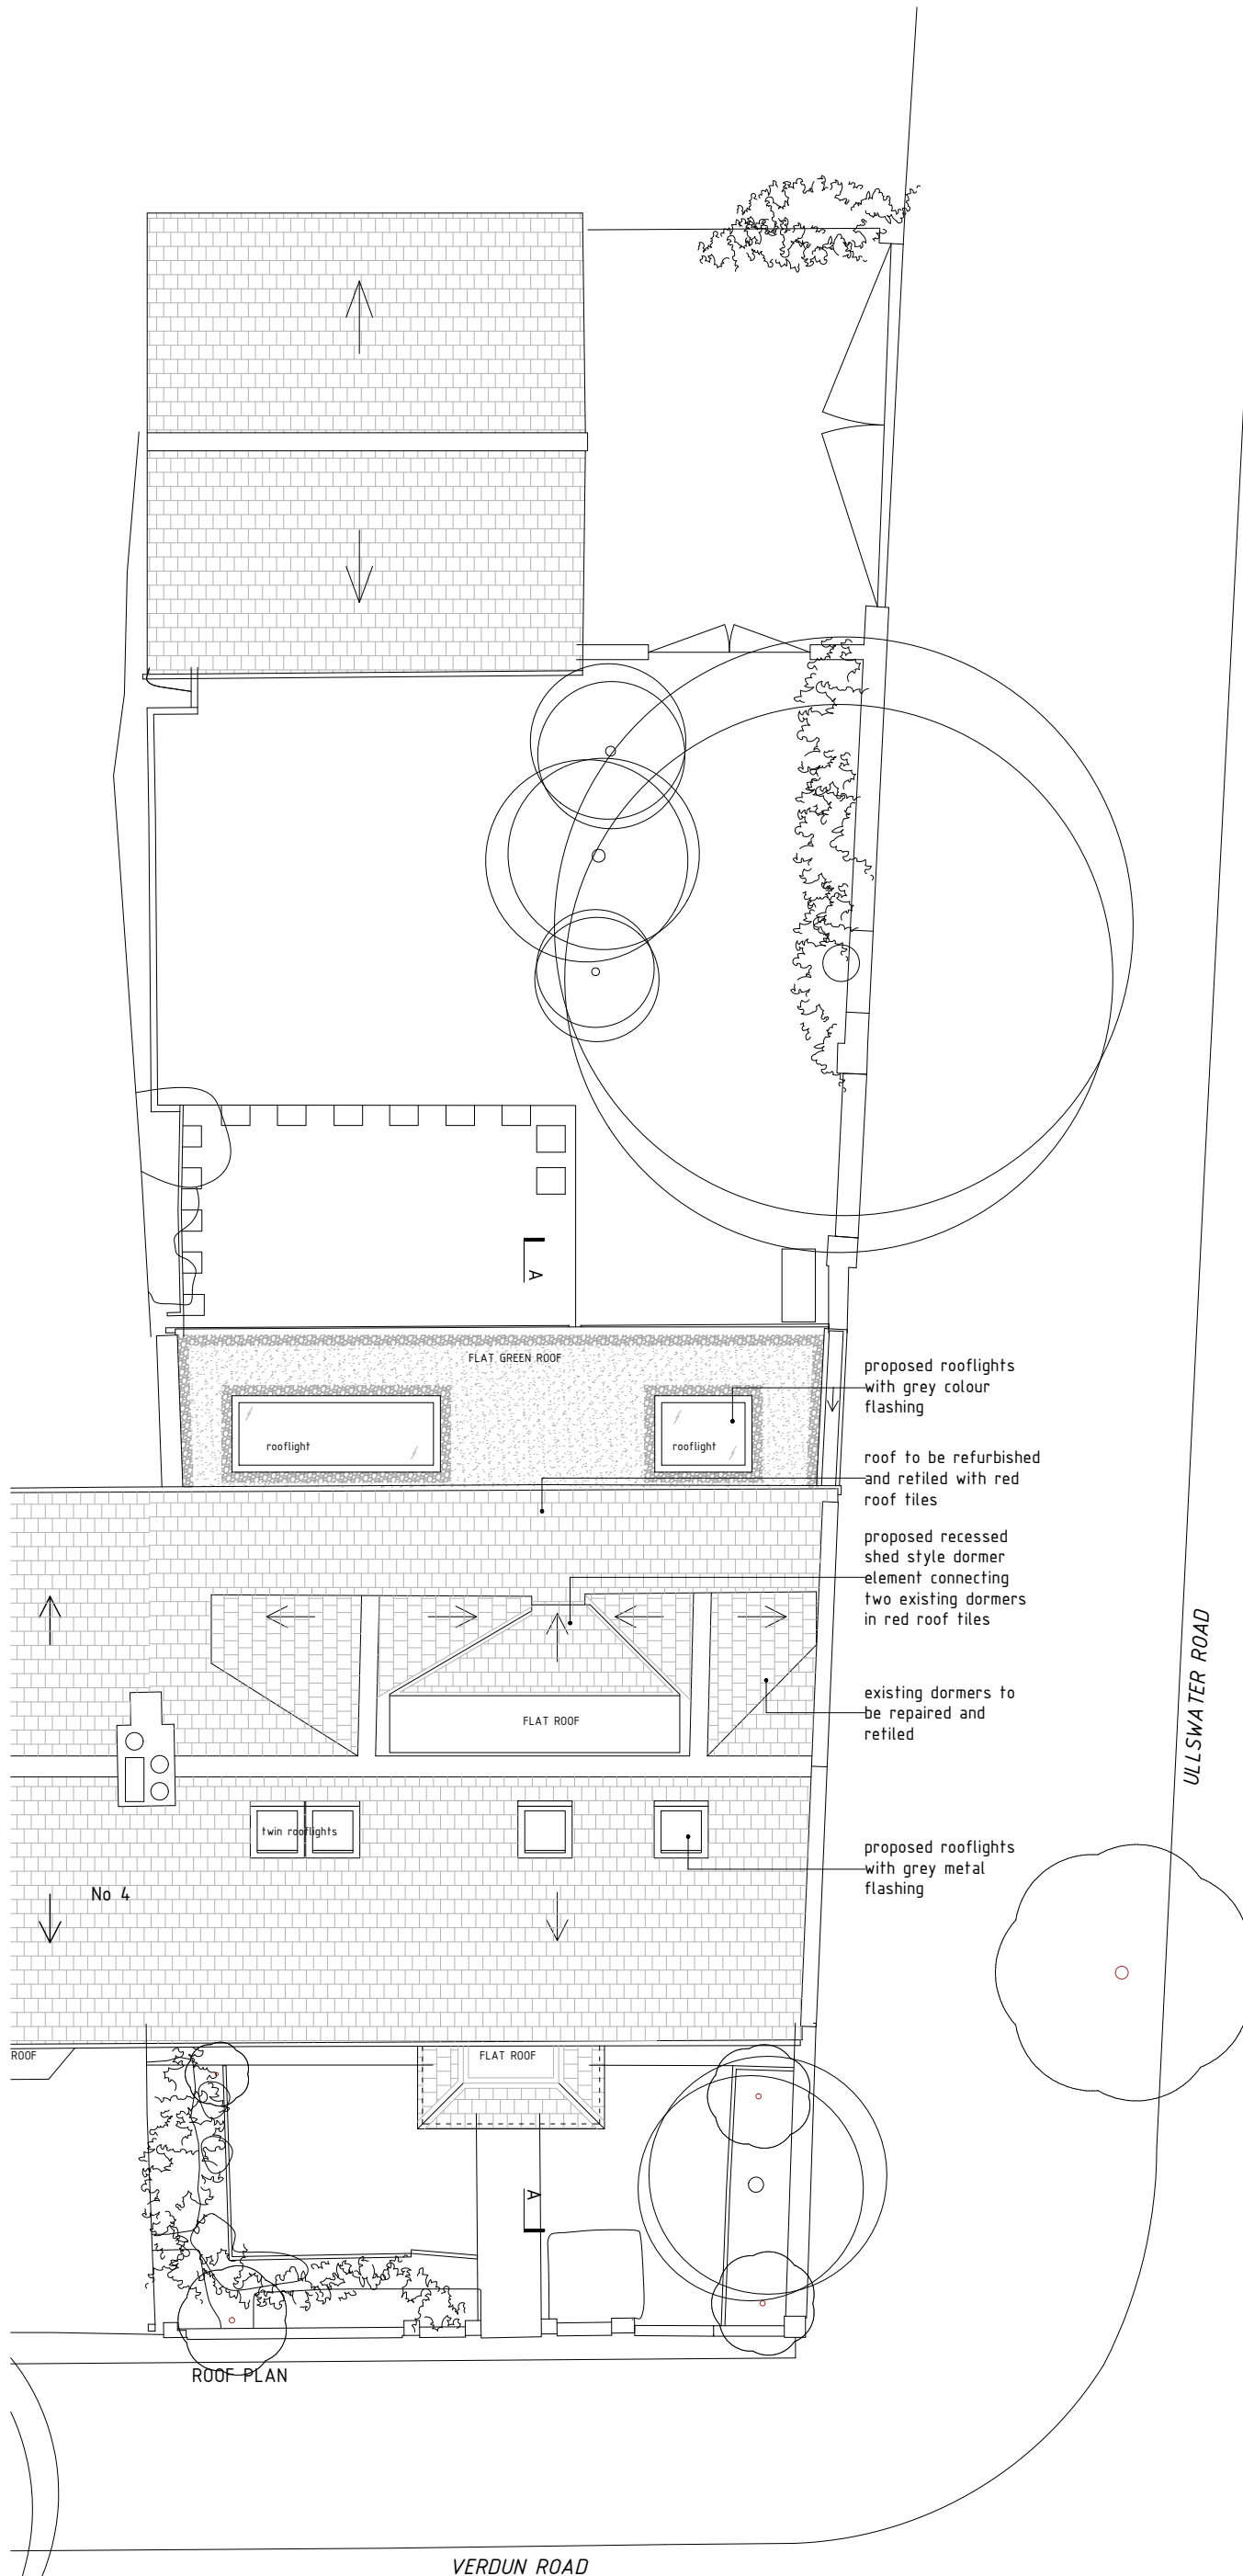 A
FLAT GREEN ROOF
proposed rooflights
with grey colour
flashing
rooflight
rooflight
roof to be refurbished
and retiled with red
roof tiles
proposed recessed
shed style dormer
element connecting
two existing dormers
in red roof tiles
ULLSWATER ROAD
existing dormers to
be repaired and
retiled
FLAT ROOF
twin rooflights
proposed rooflights
with grey metal
flashing
No 4
ROOF
FLAT ROOF
A
ROOF PLAN
VERDUN ROAD